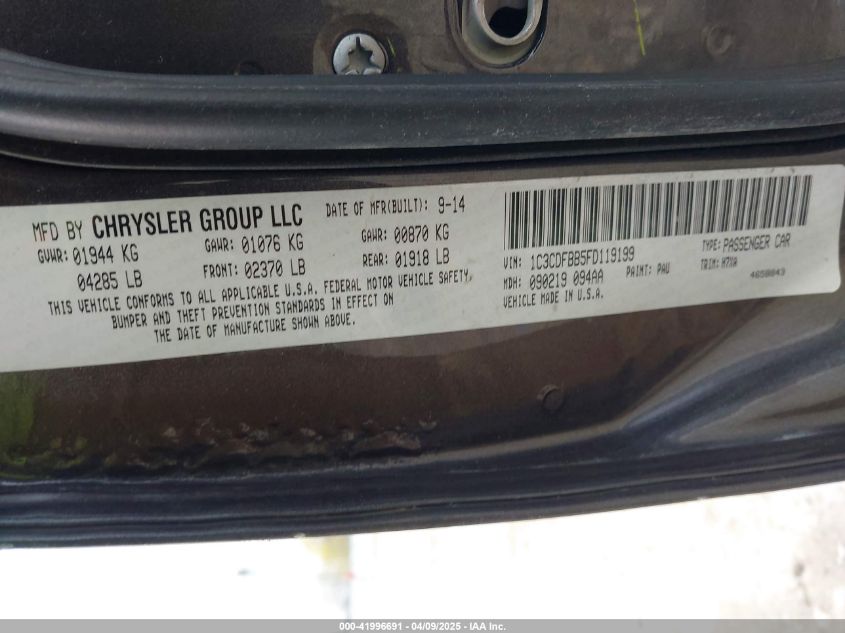 MFD BY CHRYSLER GROUP LLC
DATE OF MFR(BUILT): 9-14
GVWR: 01944 KG
GAWR: 01076 KG
GAWR: 00870 KG
04285 LB
FRONT: 02370 LB
REAR: 01918 LB
THIS VEHICLE CONFORMS TO ALL APPLICABLE U.S.A. FEDERAL MOTOR VEHICLE SAFETY,
BUMPER AND THEFT PREVENTION STANDARDS IN EFFECT ON
THE DATE OF MANUFACTURE SHOWN ABOVE.
VIN: 1C3CDFBB5FD119199
TYPE: PASSENGER CAR
MDH: 090219 094AA
PAINT: PAU
TRIM: H7XA
VEHICLE MADE IN U.S.A.
4658843
000-41996691 - 04/09/2025 - IAA Inc.